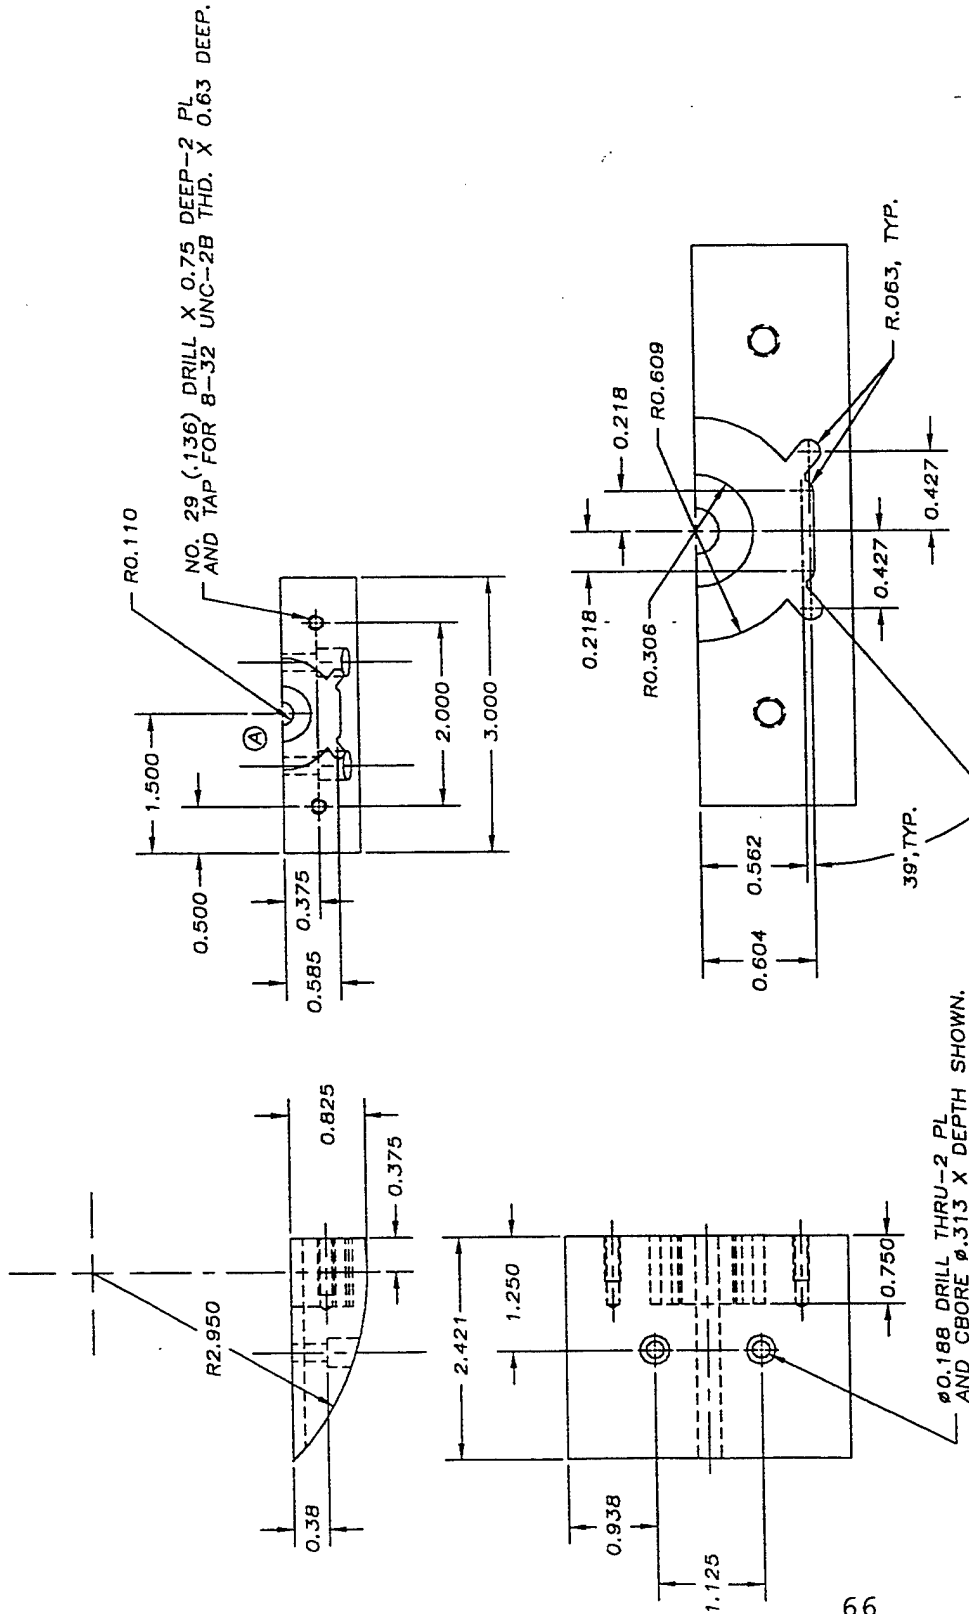 NO. 29 (.136) DRILL X 0.75 DEEP-2 PL
AND TAP FOR 8-32 UNC-2B THD. X 0.63 DEEP.
R0.110
A
1.500
0.500
0.375
0.585
2.000
3.000
R2.950
0.825
0.375
0.38
1.250
2.421
0.750
0.938
1.125
ø0.188 DRILL THRU-2 PL
AND CBORE ø.313 X DEPTH SHOWN.
0.218
R0.609
0.218
R0.306
R.063, TYP.
0.427
0.427
0.562
0.604
39°, TYP.
66